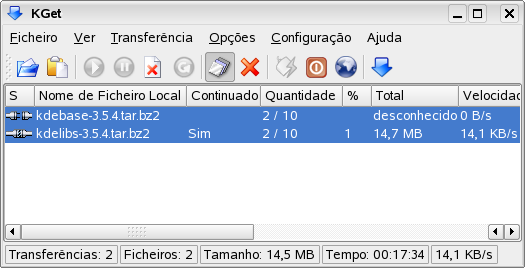 KGet
Ficheiro Ver Transferência Opções Configuração Ajuda
S Nome de Ficheiro Local Continuado Quantidade % Total Velocidad
kdebase-3.5.4.tar.bz2 2 / 10 desconhecido 0 B/s
kdelibs-3.5.4.tar.bz2 Sim 2 / 10 1 14,7 MB 14,1 KB/s
Transferências: 2 Ficheiros: 2 Tamanho: 14,5 MB Tempo: 00:17:34 14,1 KB/s